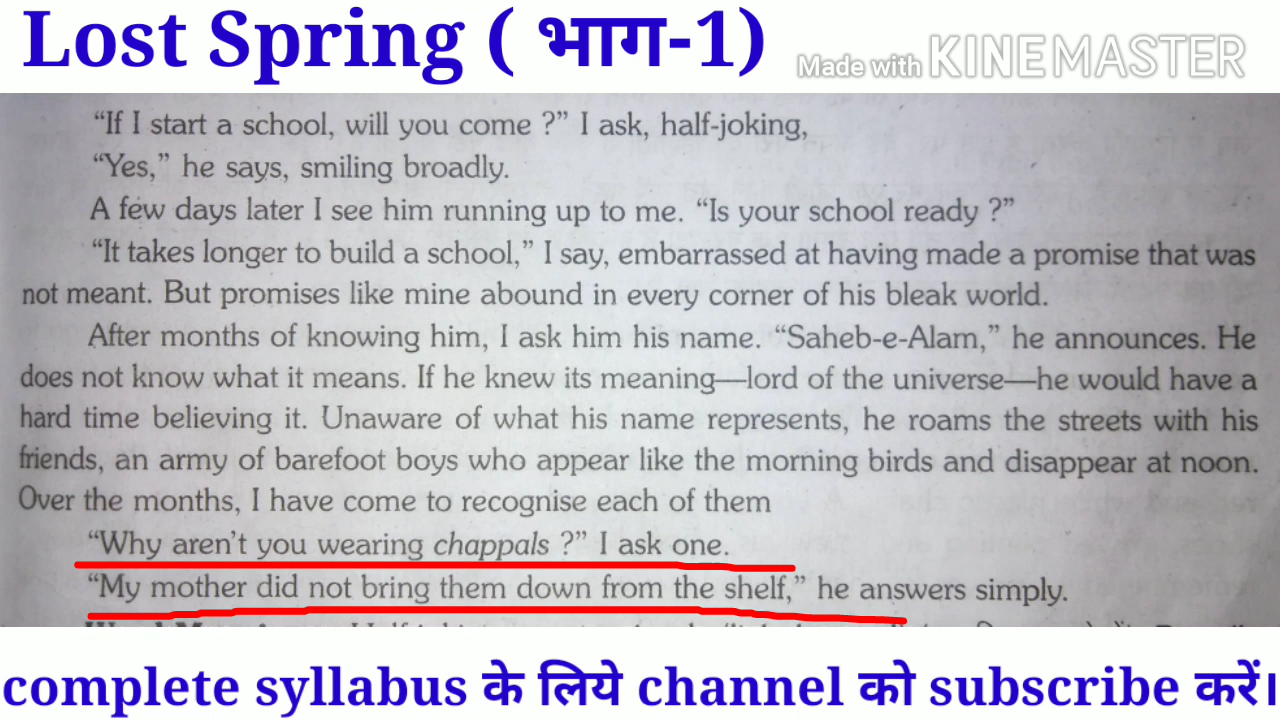 Lost Spring ( भाग-1)
Made with KINEMASTER
“If I start a school, will you come ?” I ask, half-joking,
“Yes,” he says, smiling broadly.
A few days later I see him running up to me. “Is your school ready ?”
“It takes longer to build a school,” I say, embarrassed at having made a promise that was
not meant. But promises like mine abound in every corner of his bleak world.
After months of knowing him, I ask him his name. “Saheb-e-Alam,” he announces. He
does not know what it means. If he knew its meaning—lord of the universe—he would have a
hard time believing it. Unaware of what his name represents, he roams the streets with his
friends, an army of barefoot boys who appear like the morning birds and disappear at noon.
Over the months, I have come to recognise each of them
“Why aren’t you wearing chappals ?” I ask one.
“My mother did not bring them down from the shelf,” he answers simply.
complete syllabus के लिये channel को subscribe करें।